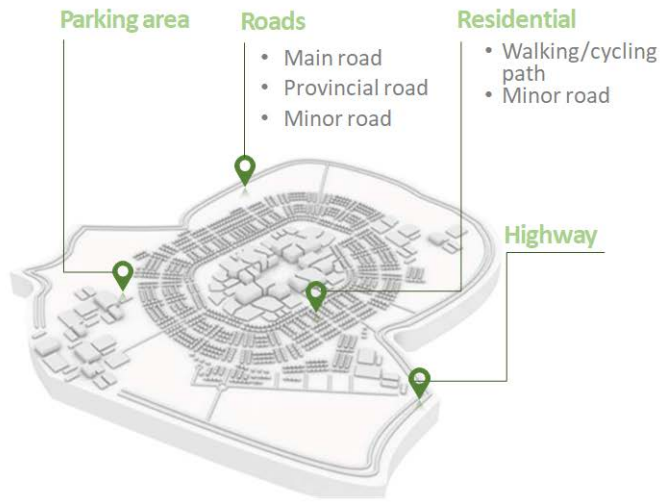 Parking area
Roads
• Main road
• Provincial road
• Minor road
Residential
• Walking/cycling
path
• Minor road
Highway